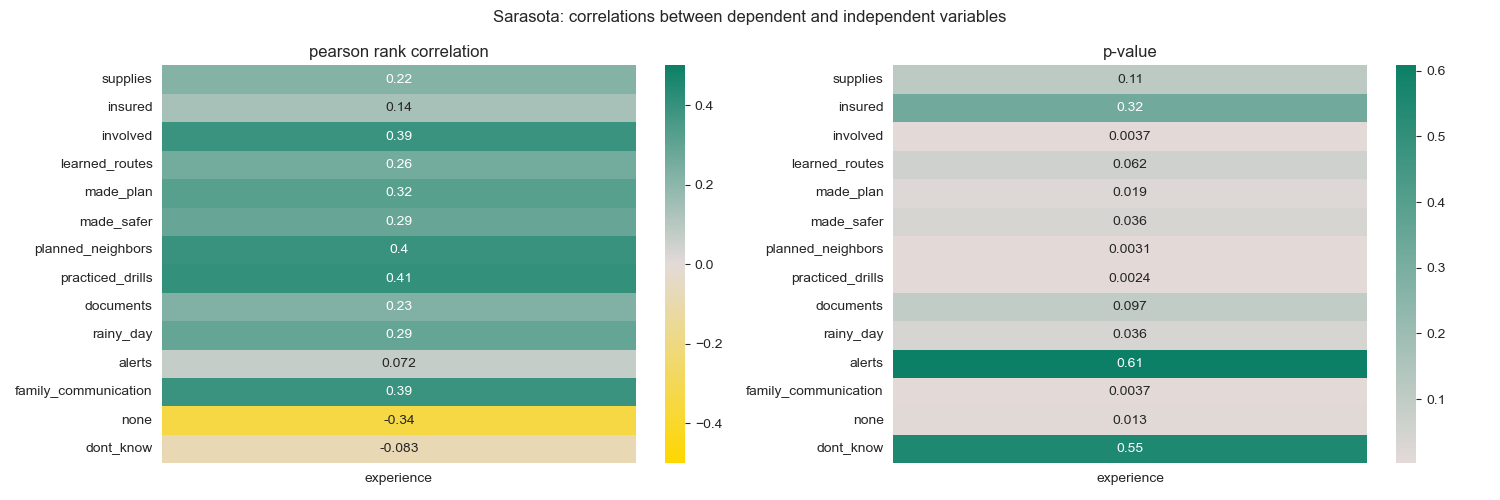 Sarasota: correlations between dependent and independent variables
pearson rank correlation
supplies 0.22
insured 0.14
involved 0.39
learned_routes 0.26
made_plan 0.32
made_safer 0.29
planned_neighbors 0.4
practiced_drills 0.41
documents 0.23
rainy_day 0.29
alerts 0.072
family_communication 0.39
none -0.34
dont_know -0.083
experience
0.4
0.2
0.0
−0.2
−0.4
p-value
supplies 0.11
insured 0.32
involved 0.0037
learned_routes 0.062
made_plan 0.019
made_safer 0.036
planned_neighbors 0.0031
practiced_drills 0.0024
documents 0.097
rainy_day 0.036
alerts 0.61
family_communication 0.0037
none 0.013
dont_know 0.55
experience
0.6
0.5
0.4
0.3
0.2
0.1